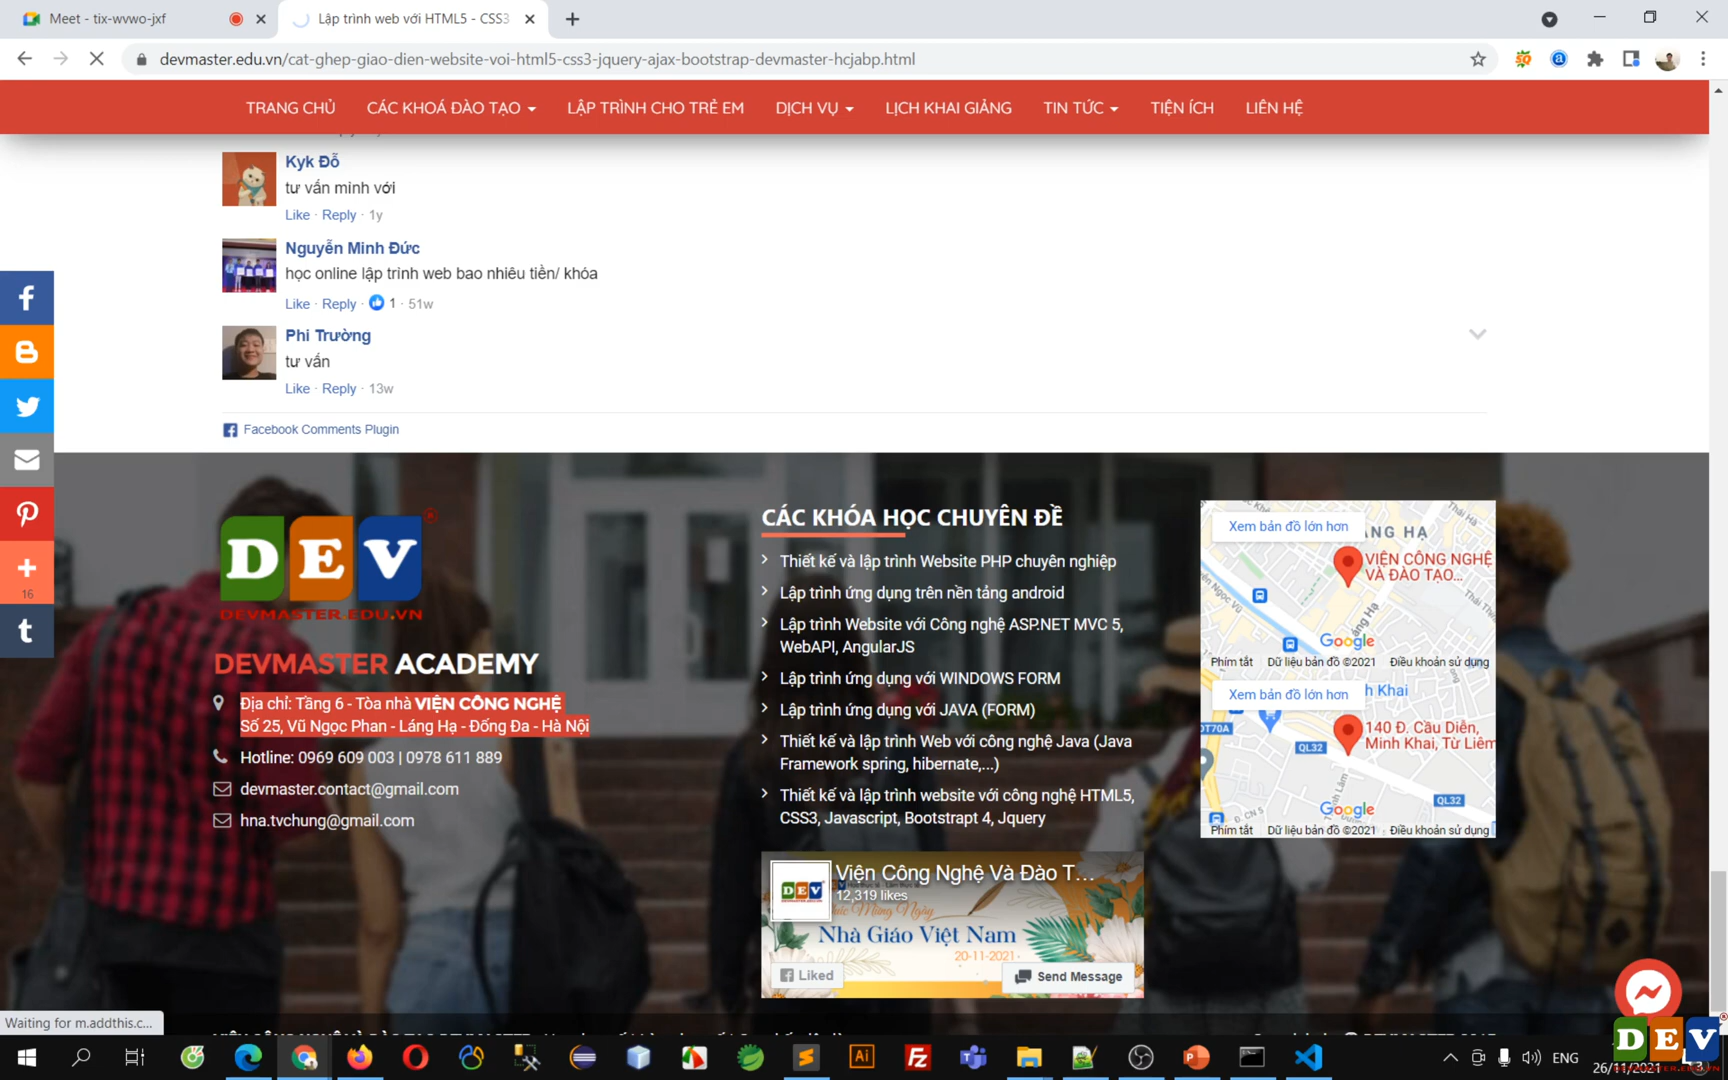 Meet - tix-wvwo-jxf
Lập trình web với HTML5 - CSS3
devmaster.edu.vn/cat-ghep-giao-dien-website-voi-html5-css3-jquery-ajax-bootstrap-devmaster-hcjabp.html
TRANG CHỦ CÁC KHOÁ ĐÀO TẠO LẬP TRÌNH CHO TRẺ EM DỊCH VỤ LỊCH KHAI GIẢNG TIN TỨC TIỆN ÍCH LIÊN HỆ
Kyk Đỗ
tư vấn mình với
Like · Reply · 1y
Nguyễn Minh Đức
học online lập trình web bao nhiêu tiền/ khóa
Like · Reply · 1 · 51w
Phi Trường
tư vấn
Like · Reply · 13w
Facebook Comments Plugin
16
DEV
DEVMASTER.EDU.VN
DEVMASTER ACADEMY
Địa chỉ: Tầng 6 - Tòa nhà VIỆN CÔNG NGHỆ
Số 25, Vũ Ngọc Phan - Láng Hạ - Đống Đa - Hà Nội
Hotline: 0969 609 003 | 0978 611 889
devmaster.contact@gmail.com
hna.tvchung@gmail.com
CÁC KHÓA HỌC CHUYÊN ĐỀ
Thiết kế và lập trình Website PHP chuyên nghiệp
Lập trình ứng dụng trên nền tảng android
Lập trình Website với Công nghệ ASP.NET MVC 5,
WebAPI, AngularJS
Lập trình ứng dụng với WINDOWS FORM
Lập trình ứng dụng với JAVA (FORM)
Thiết kế và lập trình Web với công nghệ Java (Java
Framework spring, hibernate,...)
Thiết kế và lập trình website với công nghệ HTML5,
CSS3, Javascript, Bootstrapt 4, Jquery
Viện Công Nghệ Và Đào T...
12,319 likes
Nhà Giáo Việt Nam
20-11-2021
Liked
Send Message
Xem bản đồ lớn hơn
VIỆN CÔNG NGHỆ
VÀ ĐÀO TẠO...
Google
Phím tắt Dữ liệu bản đồ ©2021 Điều khoản sử dụng
Xem bản đồ lớn hơn
h Khai
140 Đ. Cầu Diễn,
Minh Khai, Từ Liêm
QL32
QL32
Google
Phím tắt Dữ liệu bản đồ ©2021 Điều khoản sử dụng
Waiting for m.addthis.c...
ENG
26/11/2021
DEV